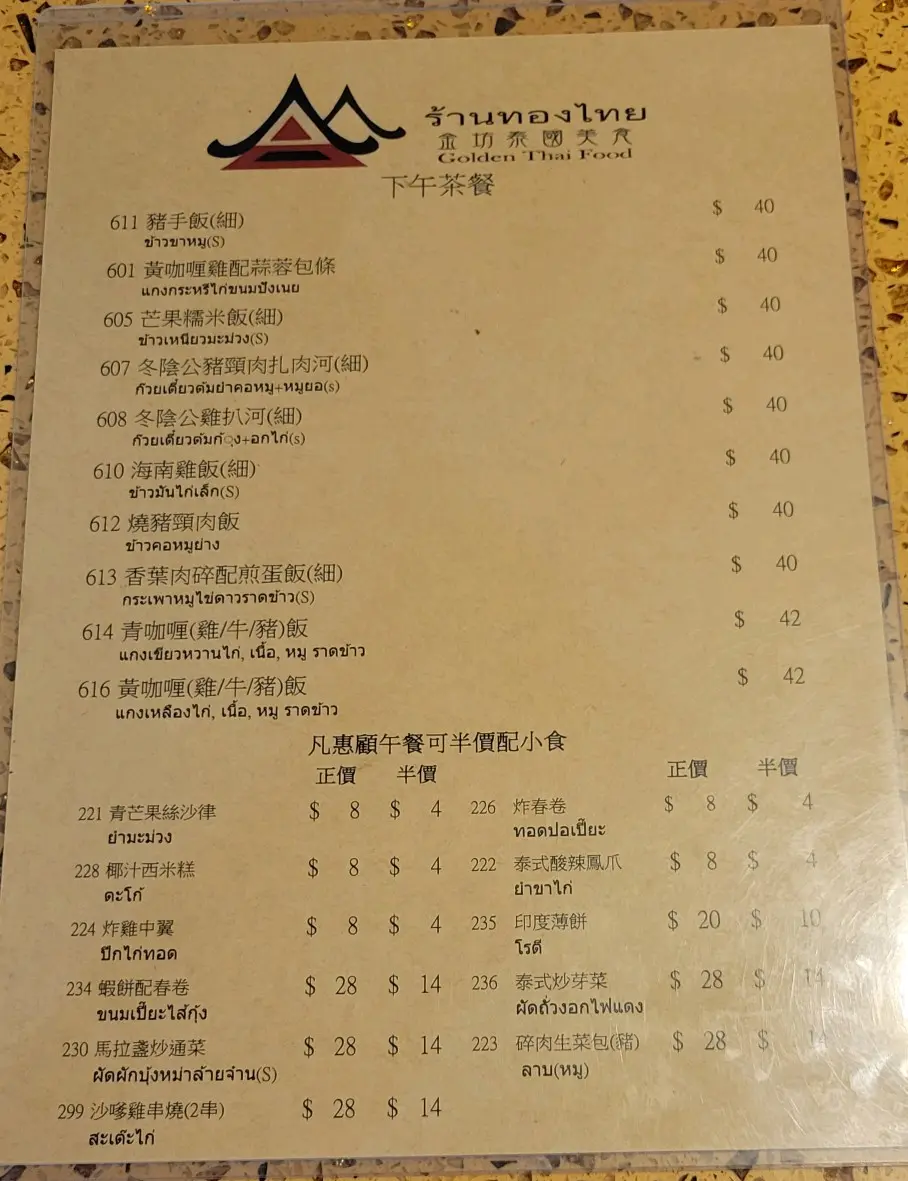 ร้านทองไทย
金坊泰國美食
Golden Thai Food
下午茶餐
611 豬手飯(細) $ 40
ข้าวขาหมู(S)
601 黃咖喱雞配蒜蓉包條 $ 40
แกงกระหรี่ไก่ขนมปังเนย
605 芒果糯米飯(細) $ 40
ข้าวเหนียวมะม่วง(S)
607 冬陰公豬頸肉扎肉河(細) $ 40
ก๊วยเตี๋ยวต้มยำคอหมู+หมูยอ(s)
608 冬陰公雞扒河(細) $ 40
ก๊วยเตี๋ยวต้มกุ้ง+อกไก่(s)
610 海南雞飯(細) $ 40
ข้าวมันไก่เล็ก(S)
612 燒豬頸肉飯 $ 40
ข้าวคอหมูย่าง
613 香葉肉碎配煎蛋飯(細) $ 40
กระเพาหมูไข่ดาวราดข้าว(S)
614 青咖喱(雞/牛/豬)飯 $ 42
แกงเขียวหวานไก่, เนื้อ, หมู ราดข้าว
616 黃咖喱(雞/牛/豬)飯 $ 42
แกงเหลืองไก่, เนื้อ, หมู ราดข้าว
凡惠顧午餐可半價配小食
正價 半價 正價 半價
221 青芒果絲沙律 $ 8 $ 4 226 炸春卷 $ 8 $ 4
ยำมะม่วง ทอดปอเปี๊ยะ
228 椰汁西米糕 $ 8 $ 4 222 泰式酸辣鳳爪 $ 8 $ 4
ตะโก้ ยำขาไก่
224 炸雞中翼 $ 8 $ 4 235 印度薄餅 $ 20 $ 10
ปีกไก่ทอด โรตี
234 蝦餅配春卷 $ 28 $ 14 236 泰式炒芽菜 $ 28 $ 14
ขนมเปี๊ยะไส้กุ้ง ผัดถั่วงอกไฟแดง
230 馬拉盞炒通菜 $ 28 $ 14 223 碎肉生菜包(豬) $ 28 $ 14
ผัดผักบุ้งหม่าล้ายจ๋าน(S) ลาบ(หมู)
299 沙嗲雞串燒(2串) $ 28 $ 14
สะเต๊ะไก่